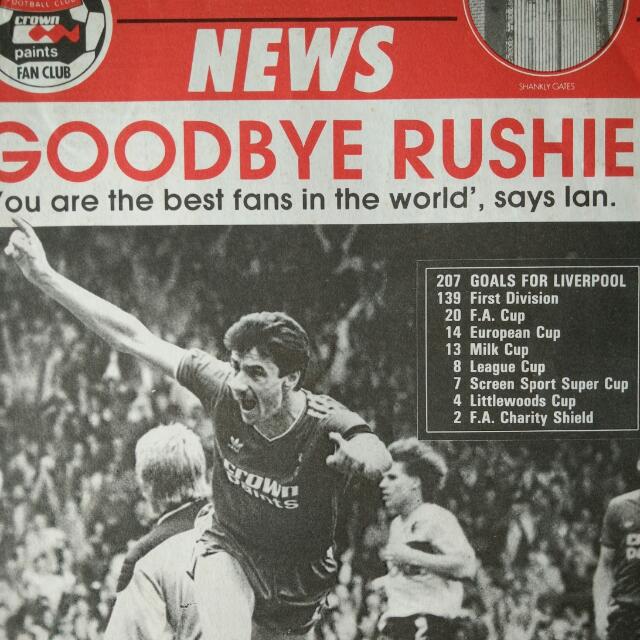 FOOTBALL CLUB
crown
paints
FAN CLUB
NEWS
SHANKLY GATES
GOODBYE RUSHIE
You are the best fans in the world’, says Ian.
207 GOALS FOR LIVERPOOL
139 First Division
20 F.A. Cup
14 European Cup
13 Milk Cup
8 League Cup
7 Screen Sport Super Cup
4 Littlewoods Cup
2 F.A. Charity Shield
crown
paints